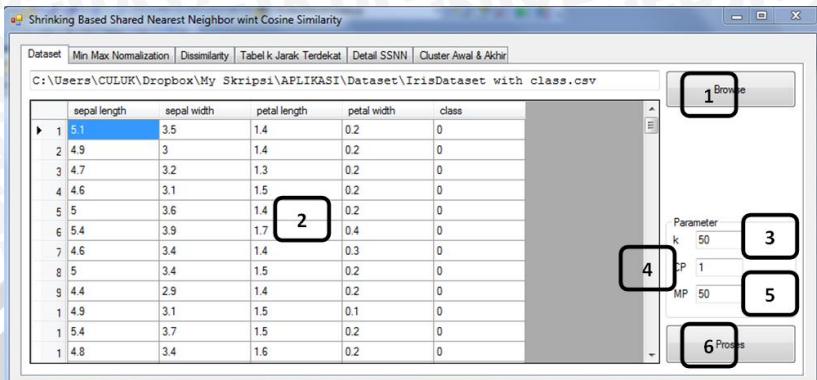 Shrinking Based Shared Nearest Neighbor wint Cosine Similarity
Dataset Min Max Normalization Dissimilarity Tabel k Jarak Terdekat Detail SSNN Cluster Awal & Akhir
C:\Users\CULUK\Dropbox\My Skripsi\APLIKASI\Dataset\IrisDataset with class.csv
1 Browse
sepal length sepal width petal length petal width class
1 5.1 3.5 1.4 0.2 0
2 4.9 3 1.4 0.2 0
3 4.7 3.2 1.3 0.2 0
4 4.6 3.1 1.5 0.2 0
5 5 3.6 1.4 0.2 0
2
6 5.4 3.9 1.7 0.4 0
7 4.6 3.4 1.4 0.3 0
8 5 3.4 1.5 0.2 0
9 4.4 2.9 1.4 0.2 0
1 4.9 3.1 1.5 0.1 0
1 5.4 3.7 1.5 0.2 0
1 4.8 3.4 1.6 0.2 0
Parameter
k 50 3
4 CP 1
MP 50 5
6 Proses